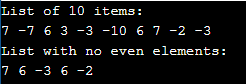 List of 10 items:
7 -7 6 3 -3 -10 6 7 -2 -3
List with no even elements:
7 6 -3 6 -2